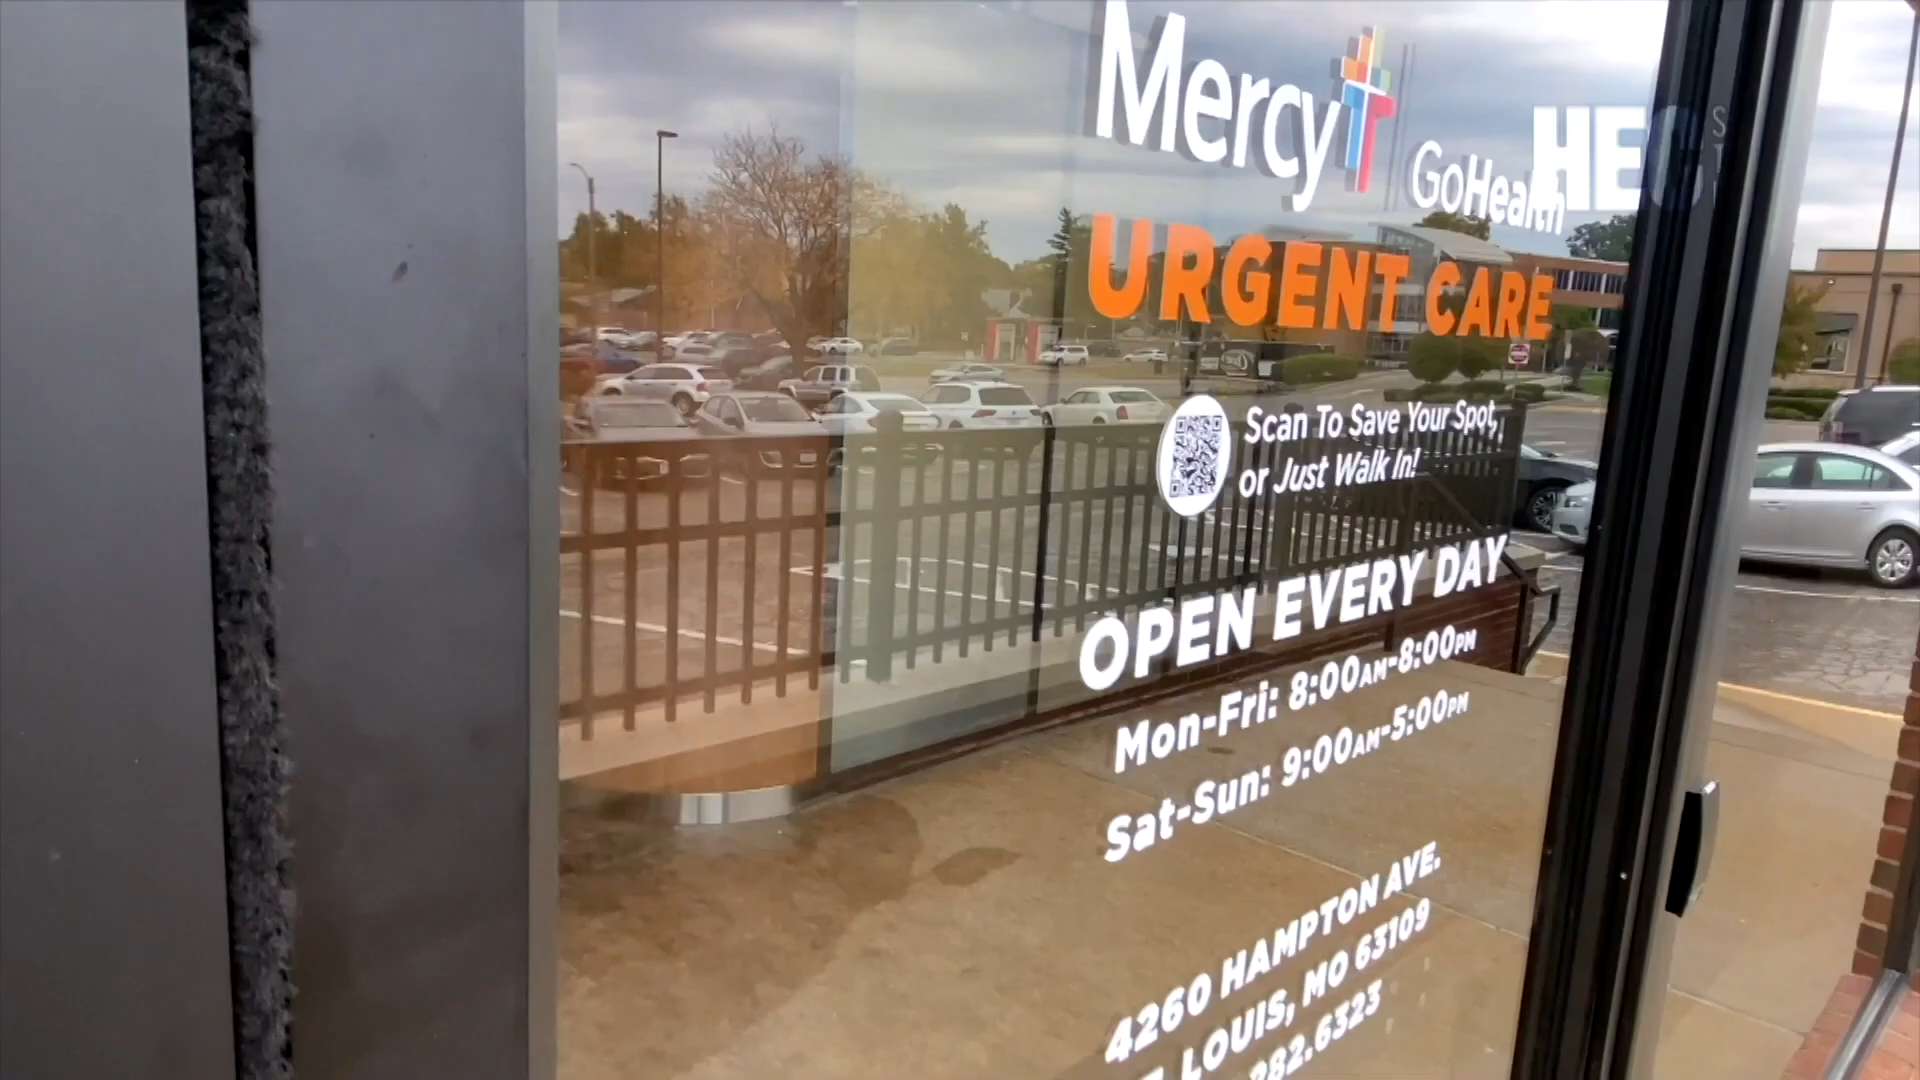 Mercy
GoHealth
URGENT CARE
Scan To Save Your Spot,
or Just Walk In!
OPEN EVERY DAY
Mon-Fri: 8:00AM-8:00PM
Sat-Sun: 9:00AM-5:00PM
4260 HAMPTON AVE.
LOUIS, MO 63109
282.6323
HEC